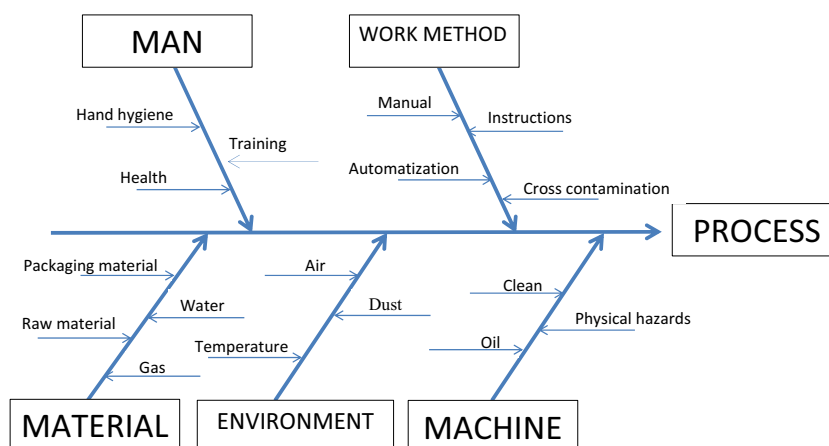 MAN
WORK METHOD
Manual
Hand hygiene
Instructions
Training
Automatization
Health
Cross contamination
PROCESS
Packaging material
Air
Clean
Water
Dust
Raw material
Physical hazards
Temperature
Oil
Gas
MATERIAL
ENVIRONMENT
MACHINE